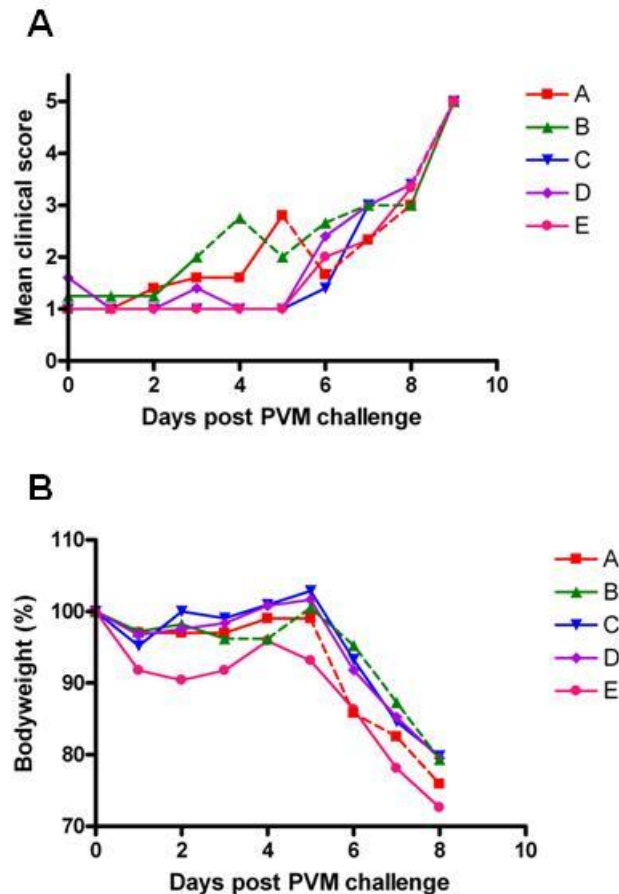 A
Mean clinical score
5
4
3
2
1
0
0 2 4 6 8 10
Days post PVM challenge
A
B
C
D
E
B
Bodyweight (%)
110
100
90
80
70
0 2 4 6 8 10
Days post PVM challenge
A
B
C
D
E